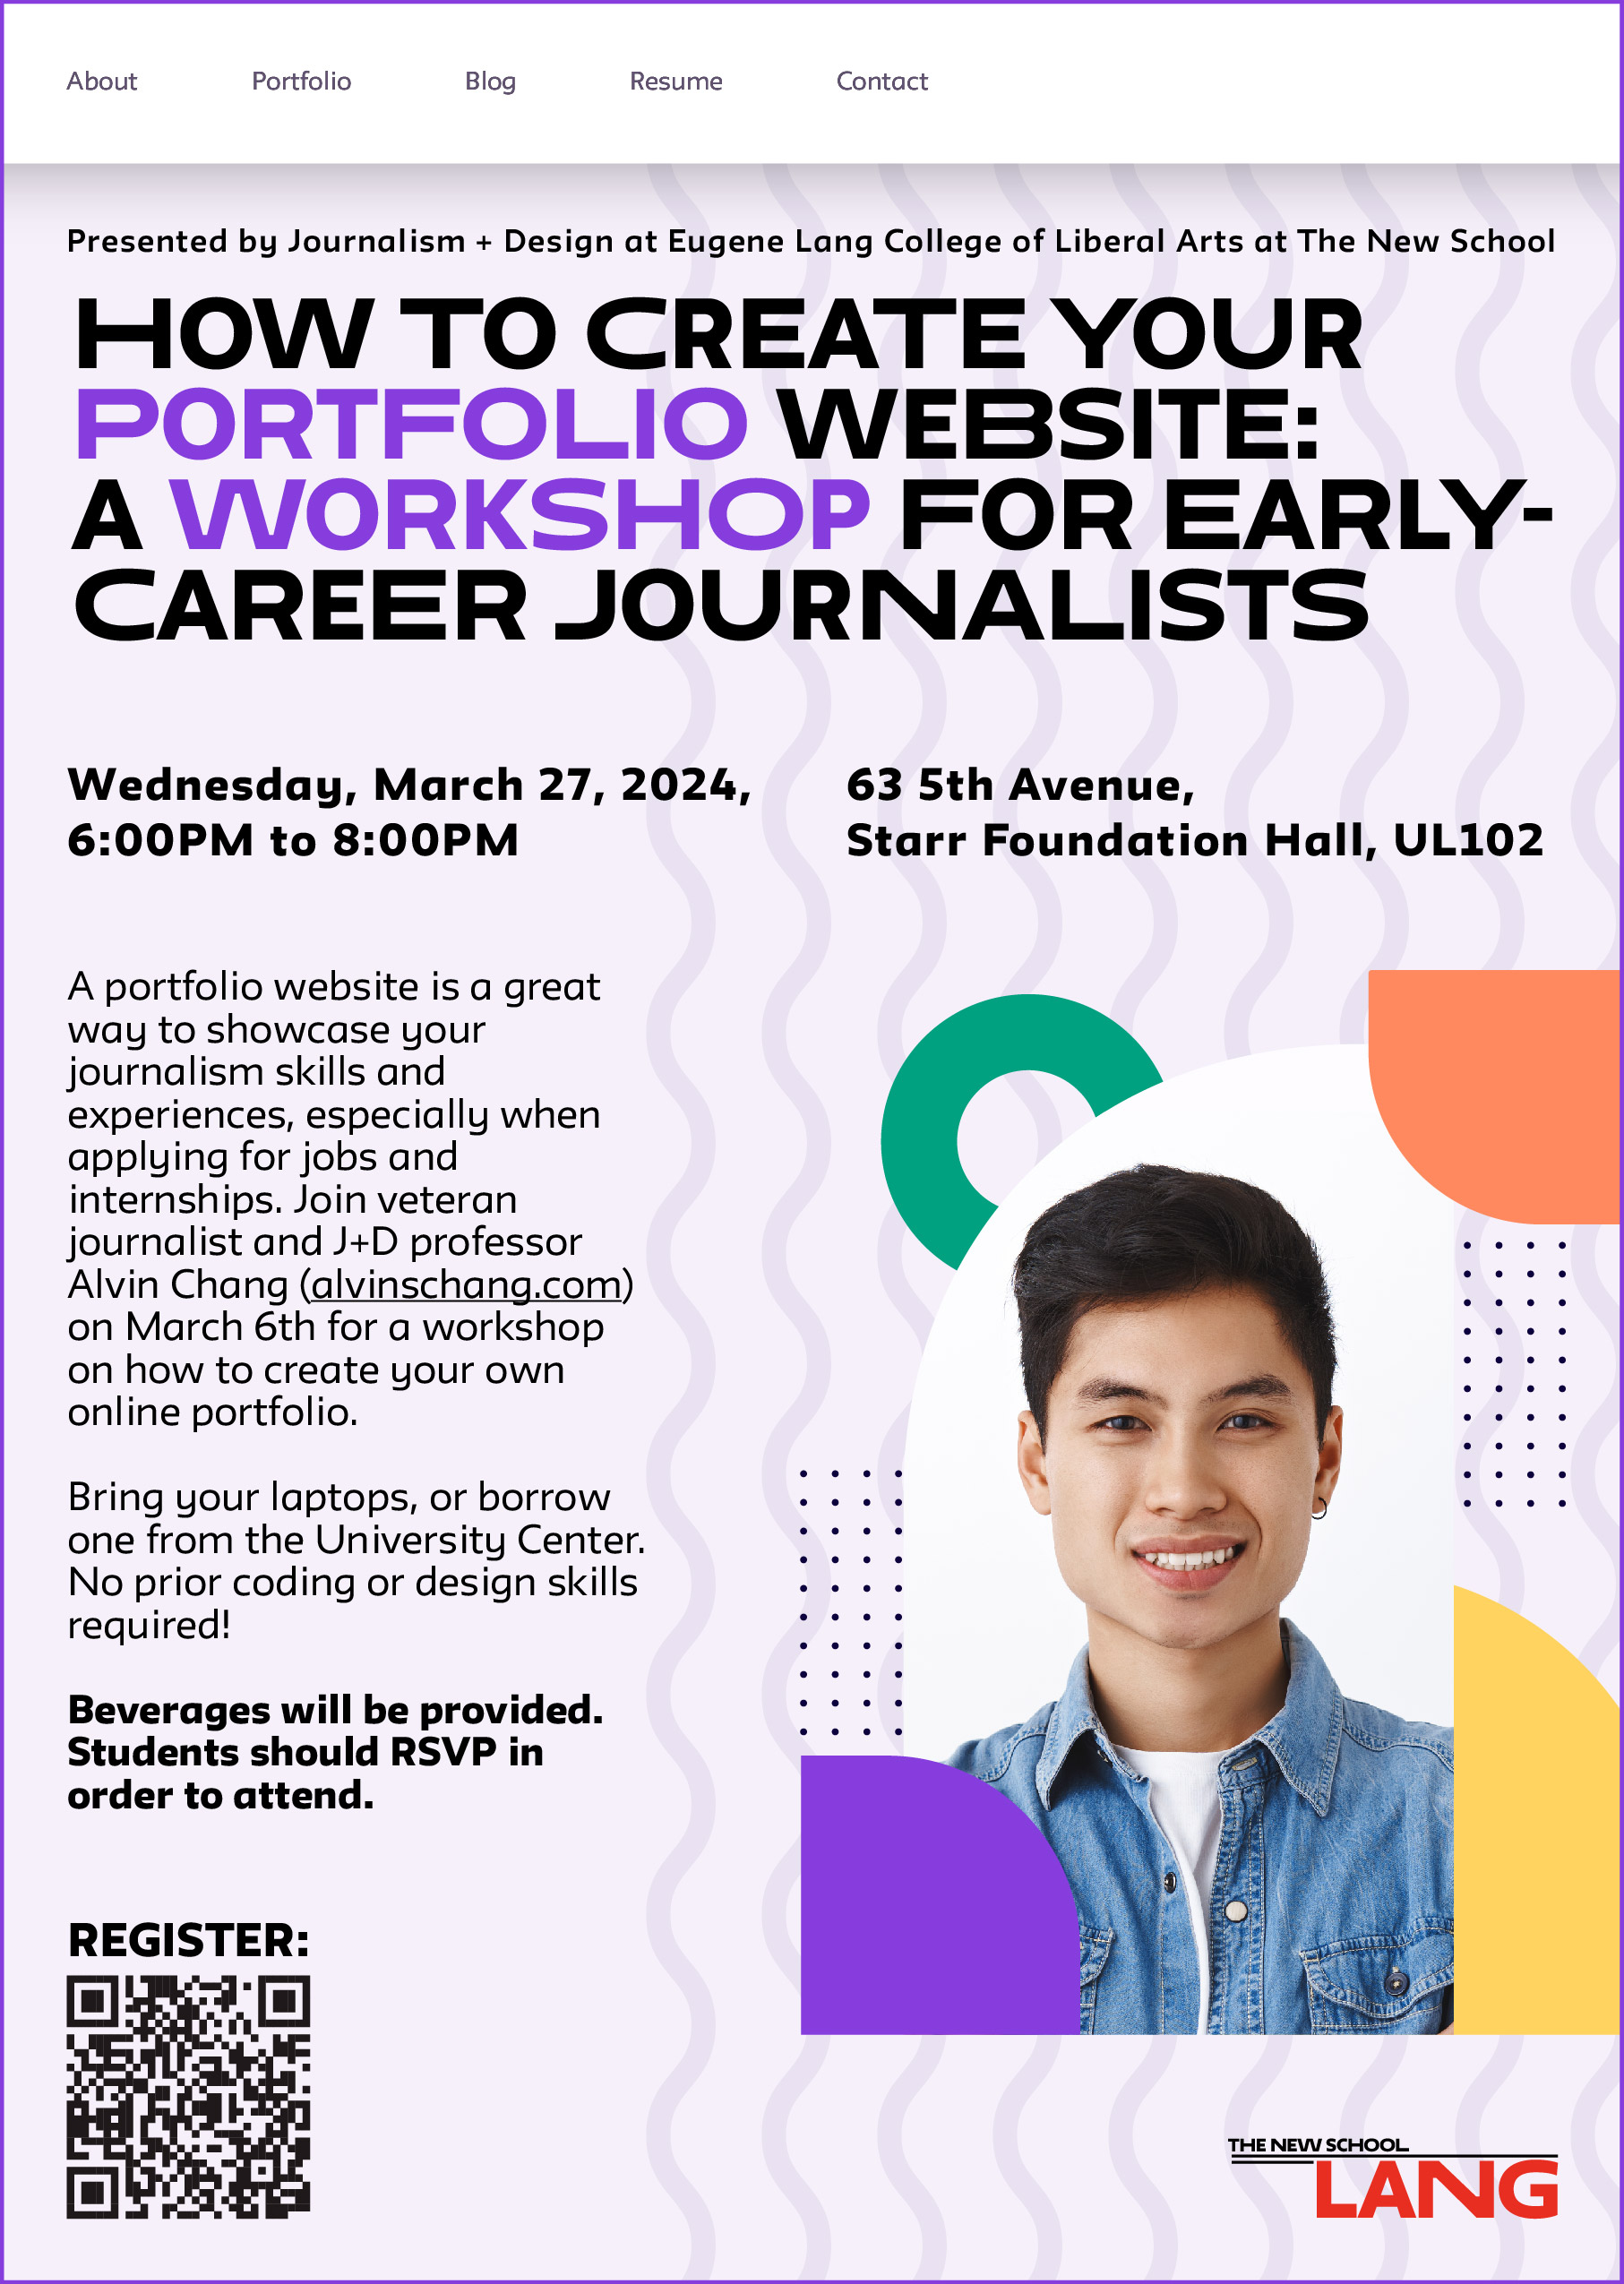 About Portfolio Blog Resume Contact
Presented by Journalism + Design at Eugene Lang College of Liberal Arts at The New School
HOW TO CREATE YOUR
PORTFOLIO WEBSITE:
A WORKSHOP FOR EARLY-
CAREER JOURNALISTS
Wednesday, March 27, 2024,
6:00PM to 8:00PM
63 5th Avenue,
Starr Foundation Hall, UL102
A portfolio website is a great
way to showcase your
journalism skills and
experiences, especially when
applying for jobs and
internships. Join veteran
journalist and J+D professor
Alvin Chang (alvinschang.com)
on March 6th for a workshop
on how to create your own
online portfolio.
Bring your laptops, or borrow
one from the University Center.
No prior coding or design skills
required!
Beverages will be provided.
Students should RSVP in
order to attend.
REGISTER:
THE NEW SCHOOL
LANG